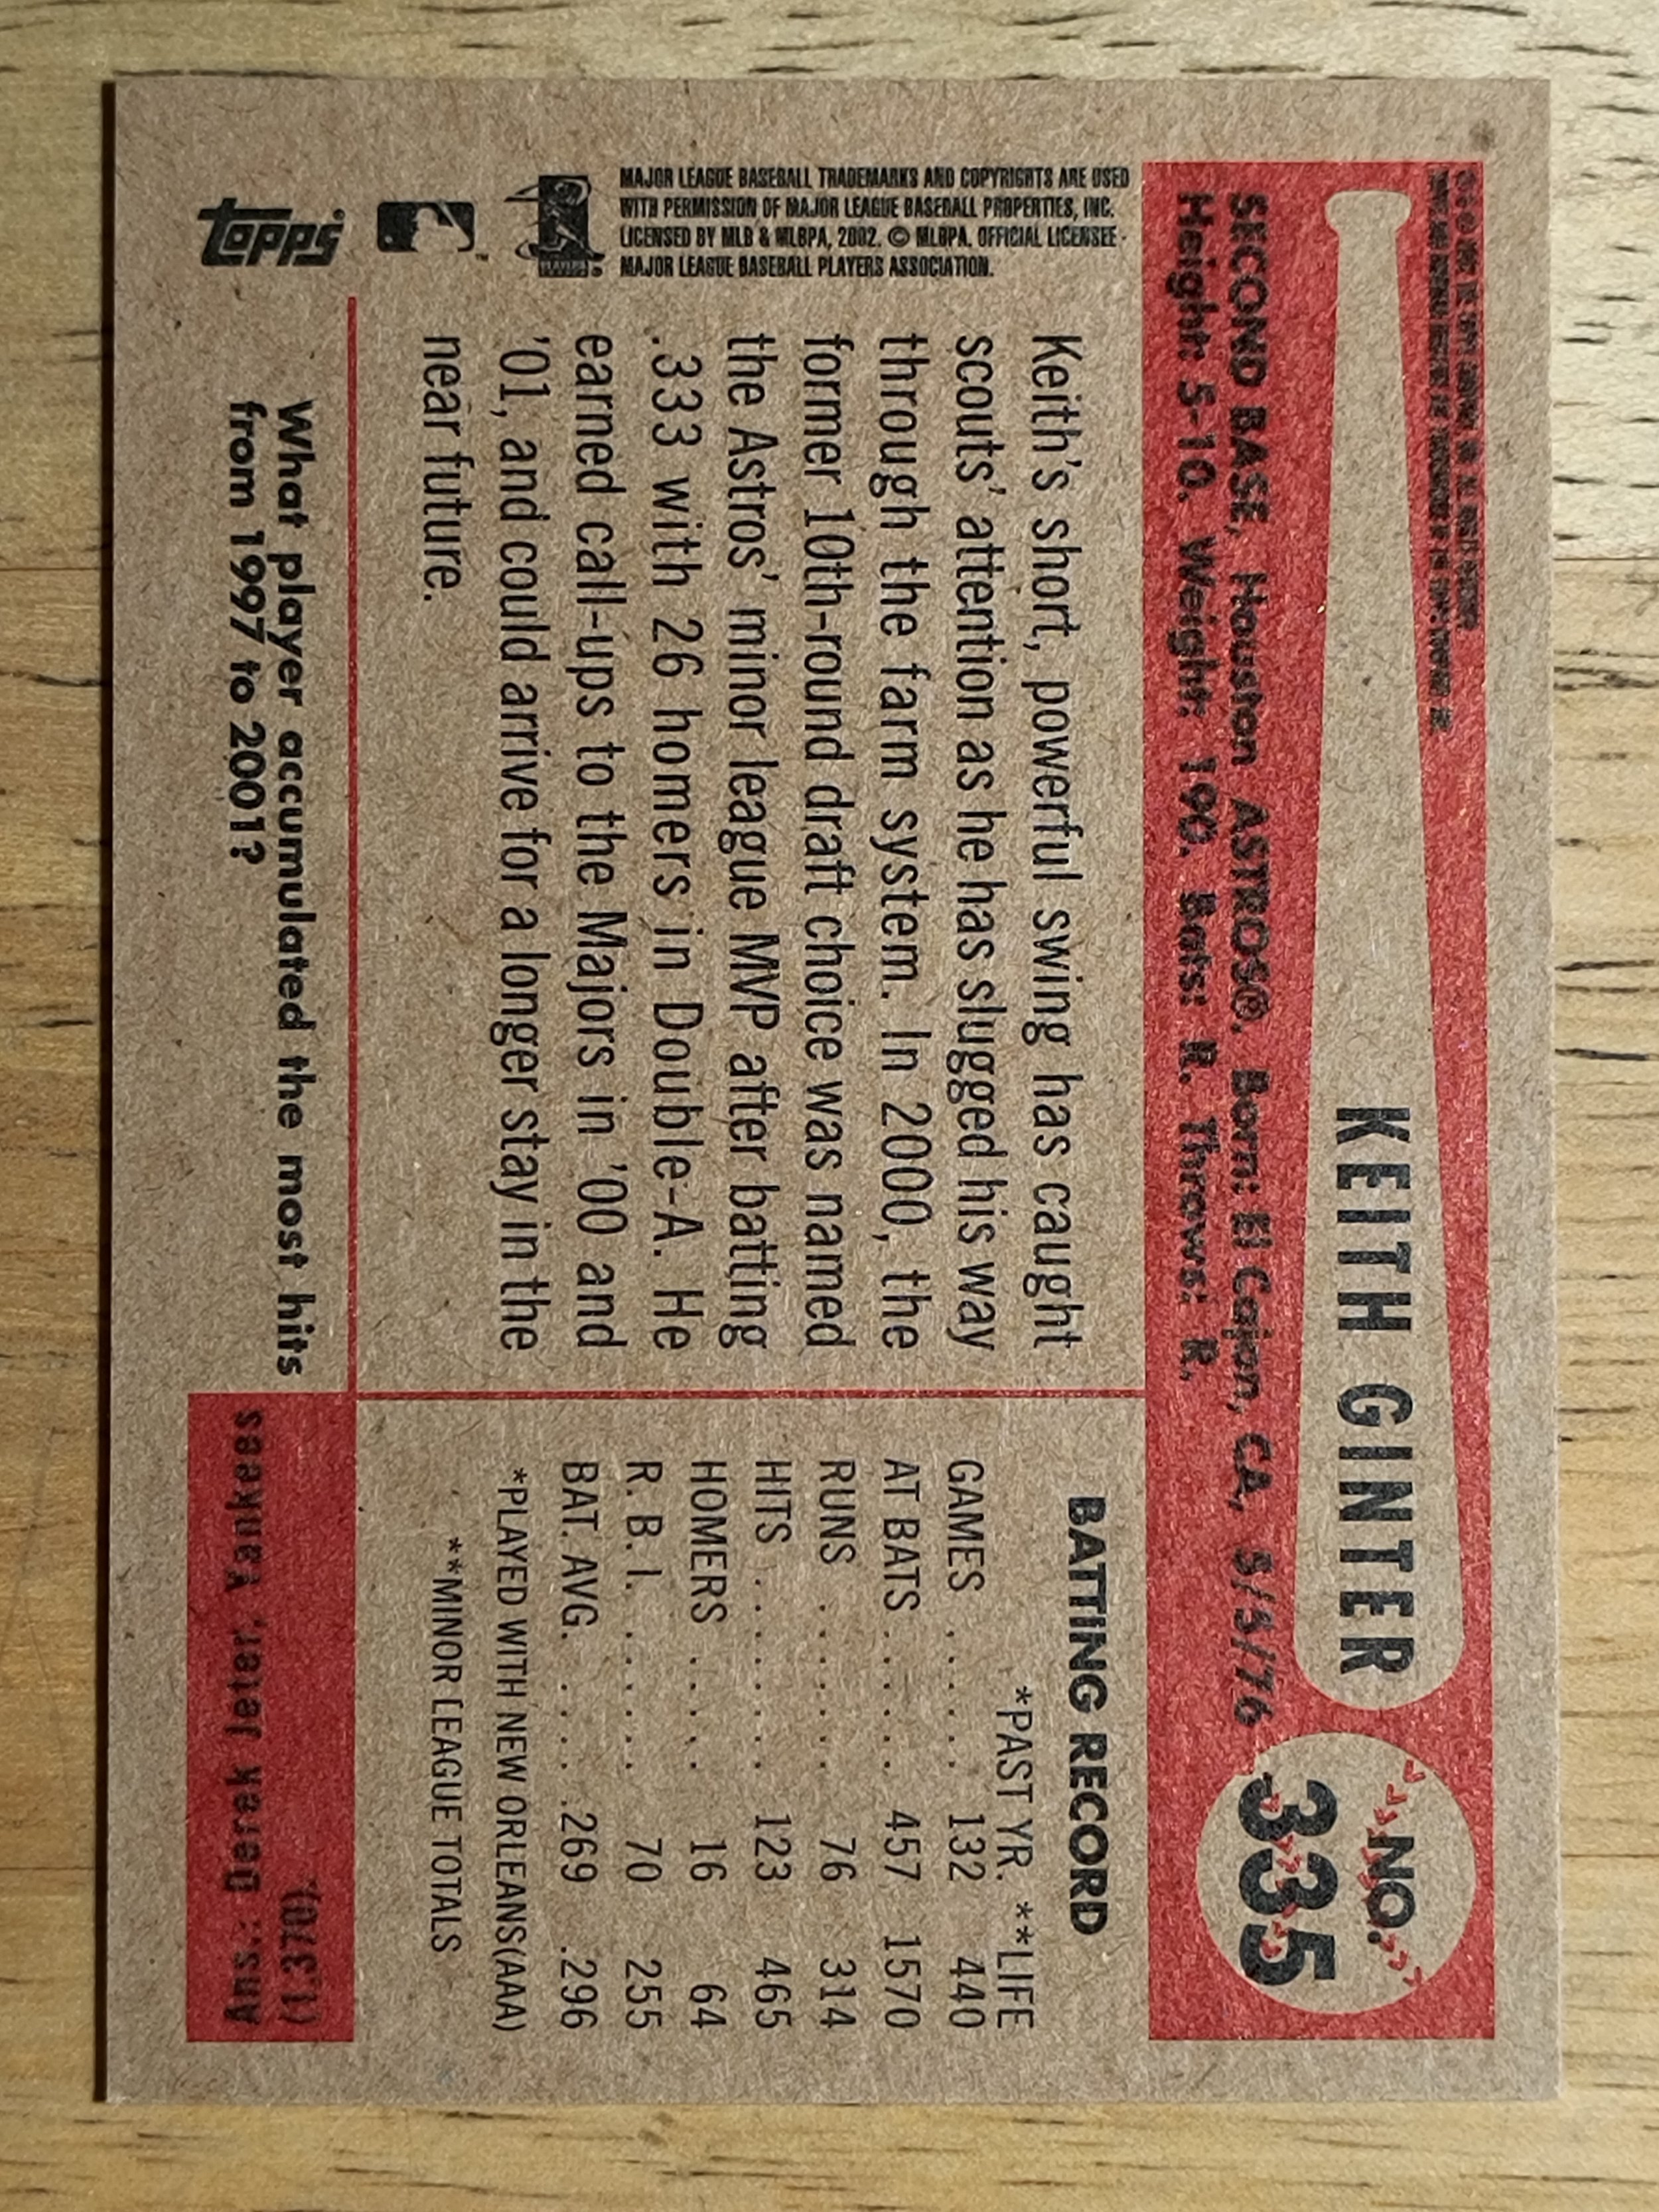 KEITH GINTER
NO.
335
SECOND BASE, Houston ASTROS®. Born: El Cajon, CA, 5/5/76
Height: 5-10. Weight: 190. Bats: R. Throws: R.
MAJOR LEAGUE BASEBALL TRADEMARKS AND COPYRIGHTS ARE USED
WITH PERMISSION OF MAJOR LEAGUE BASEBALL PROPERTIES, INC.
LICENSED BY MLB & MLBPA, 2002. © MLBPA. OFFICIAL LICENSEE -
MAJOR LEAGUE BASEBALL PLAYERS ASSOCIATION.
topps
Keith's short, powerful swing has caught
scouts' attention as he has slugged his way
through the farm system. In 2000, the
former 10th-round draft choice was named
the Astros' minor league MVP after batting
.333 with 26 homers in Double-A. He
earned call-ups to the Majors in '00 and
'01, and could arrive for a longer stay in the
near future.
BATTING RECORD
*PAST YR. **LIFE
GAMES ..... 132 440
AT BATS ..... 457 1570
RUNS ...... 76 314
HITS ....... 123 465
HOMERS .... 16 64
R. B. I. ...... 70 255
BAT. AVG. .... .269 .296
*PLAYED WITH NEW ORLEANS(AAA)
**MINOR LEAGUE TOTALS
What player accumulated the most hits
from 1997 to 2001?
Ans.: Derek Jeter, Yankees
(1,370).